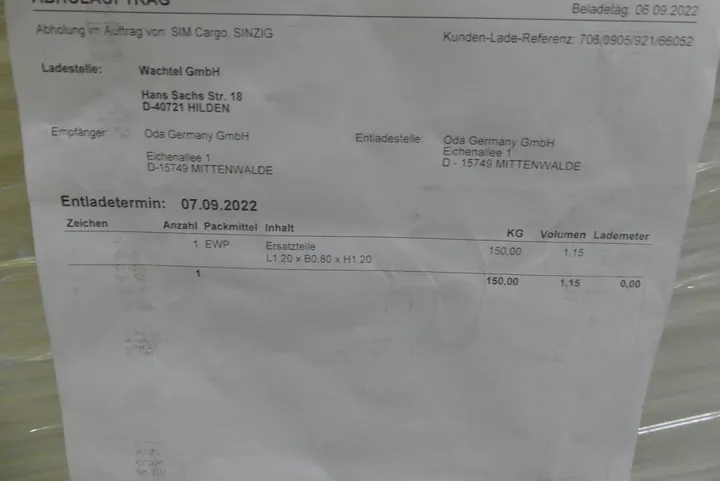 ABHOLAUFTRAG
Beladetag: 06.09.2022
Abholung im Auftrag von: SIM Cargo, SINZIG
Kunden-Lade-Referenz: 706/0905/921/66052
Ladestelle: Wachtel GmbH
Hans Sachs Str. 18
D-40721 HILDEN
Empfänger: Oda Germany GmbH
Eichenallee 1
D-15749 MITTENWALDE
Entladestelle: Oda Germany GmbH
Eichenallee 1
D - 15749 MITTENWALDE
Entladetermin: 07.09.2022
Zeichen Anzahl Packmittel Inhalt KG Volumen Lademeter
1 EWP Ersatzteile 150,00 1,15
L1,20 x B0,80 x H1,20
1 150,00 1,15 0,00